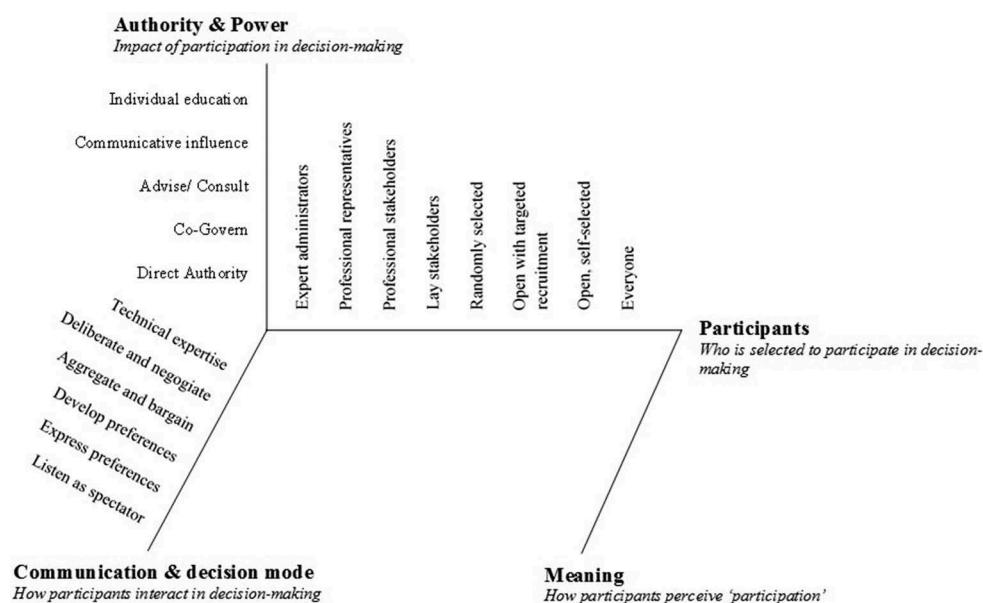 Authority & Power
Impact of participation in decision-making
Individual education
Communicative influence
Advise/ Consult
Co-Govern
Direct Authority
Expert administrators
Professional representatives
Professional stakeholders
Lay stakeholders
Randomly selected
Open with targeted
recruitment
Open, self-selected
Everyone
Participants
Who is selected to participate in decision-
making
Technical expertise
Deliberate and negogiate
Aggregate and bargain
Develop preferences
Express preferences
Listen as spectator
Communication & decision mode
How participants interact in decision-making
Meaning
How participants perceive ‘participation’